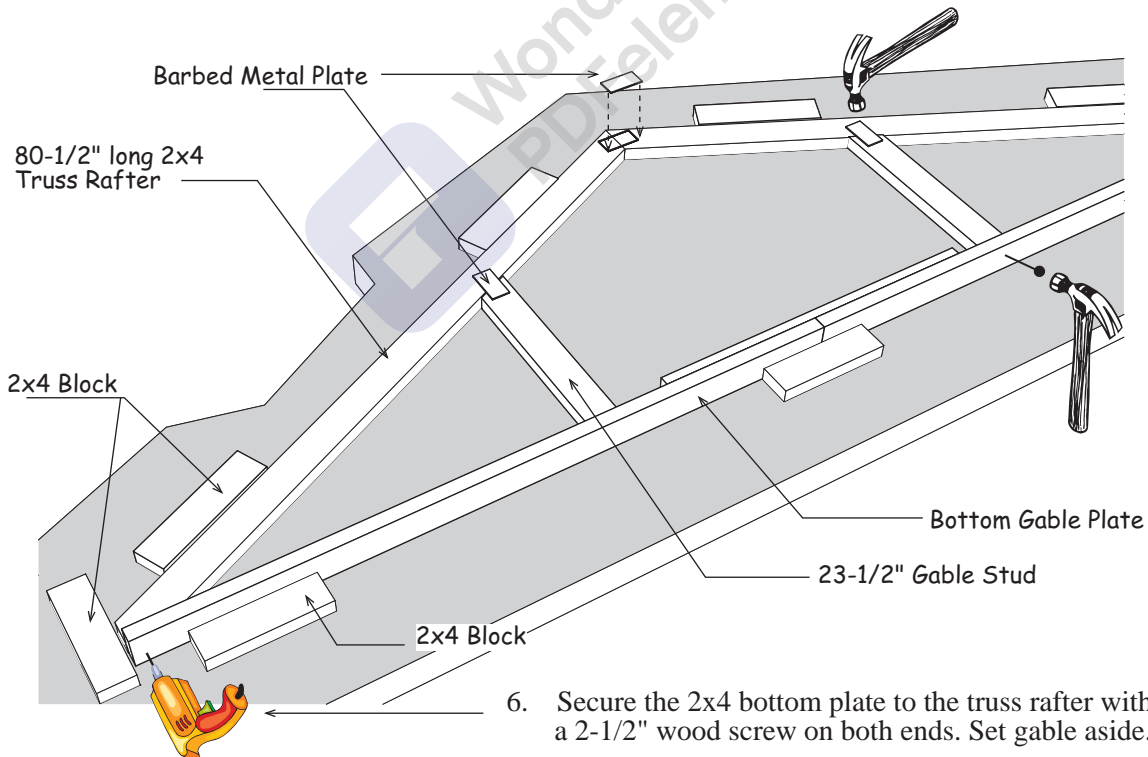 Wond
PDFelem
Barbed Metal Plate
80-1/2" long 2x4
Truss Rafter
2x4 Block
Bottom Gable Plate
23-1/2" Gable Stud
2x4 Block
6. Secure the 2x4 bottom plate to the truss rafter with
a 2-1/2" wood screw on both ends. Set gable aside.